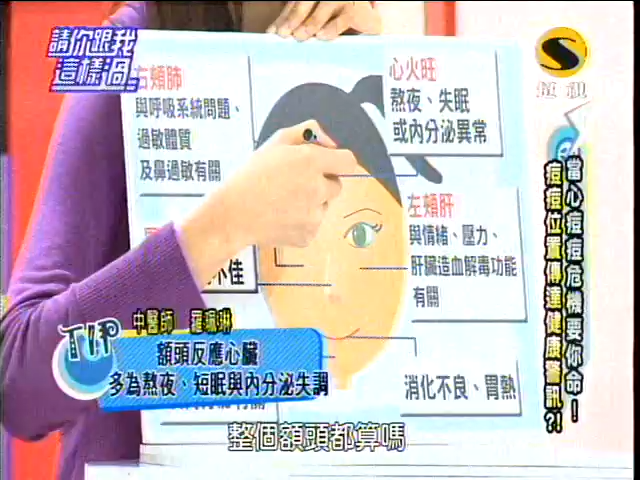 請你跟我
這樣過
右頰肺
與呼吸系統問題、
過敏體質
及鼻過敏有關
心火旺
熬夜、失眠
或內分泌異常
左頰肝
與情緒、壓力、
肝臟造血解毒功能
有關
不佳
消化不良、胃熱
當心痘痘危機要你命！
痘痘位置傳達健康警訊?!
TIP
中醫師 羅珮琳
額頭反應心臟
多為熬夜、短眠與內分泌失調
整個額頭都算嗎